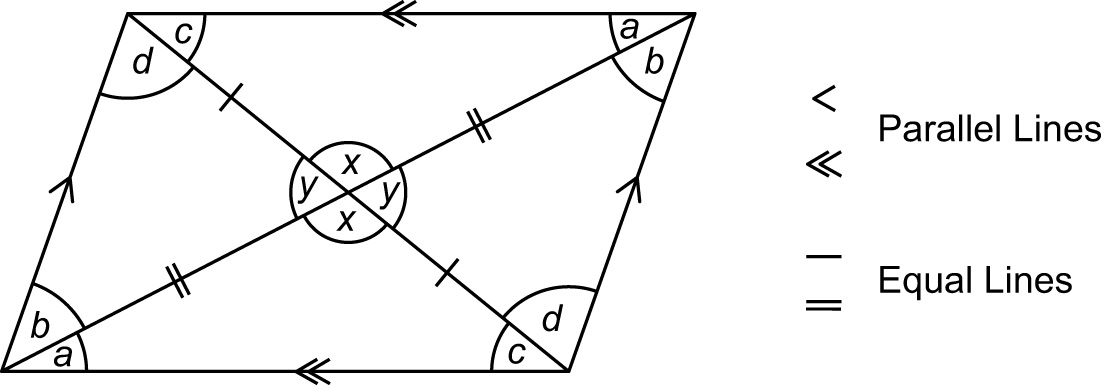 c a
d b
Parallel Lines
x
y y
x
Equal Lines
b d
a c